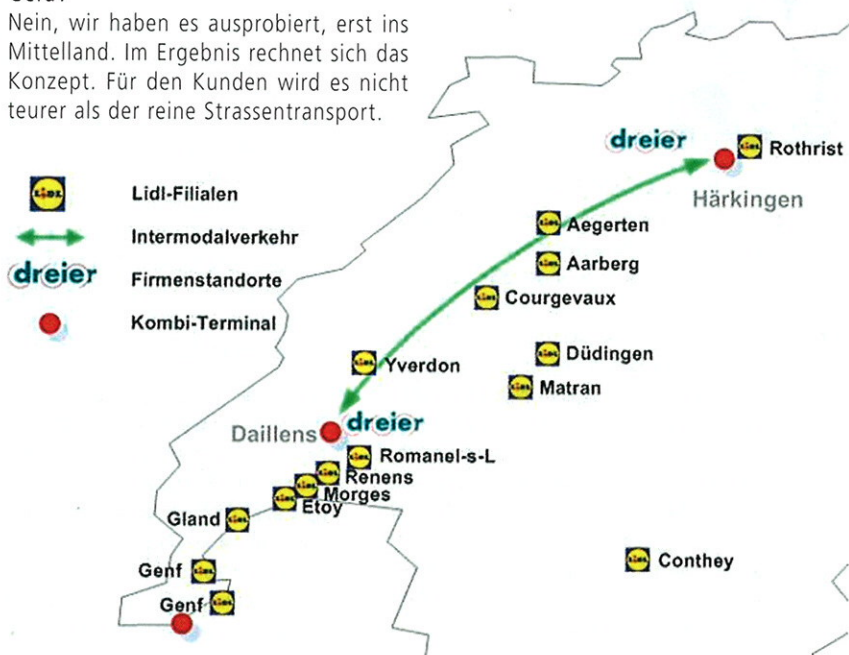 Nein, wir haben es ausprobiert, erst ins
Mittelland. Im Ergebnis rechnet sich das
Konzept. Für den Kunden wird es nicht
teurer als der reine Strassentransport.
Lidl-Filialen
Intermodalverkehr
dreier Firmenstandorte
Kombi-Terminal
dreier
Rothrist
Härkingen
Aegerten
Aarberg
Courgevaux
Düdingen
Yverdon
Matran
Daillens
dreier
Romanel-s-L
Renens
Morges
Etoy
Gland
Conthey
Genf
Genf